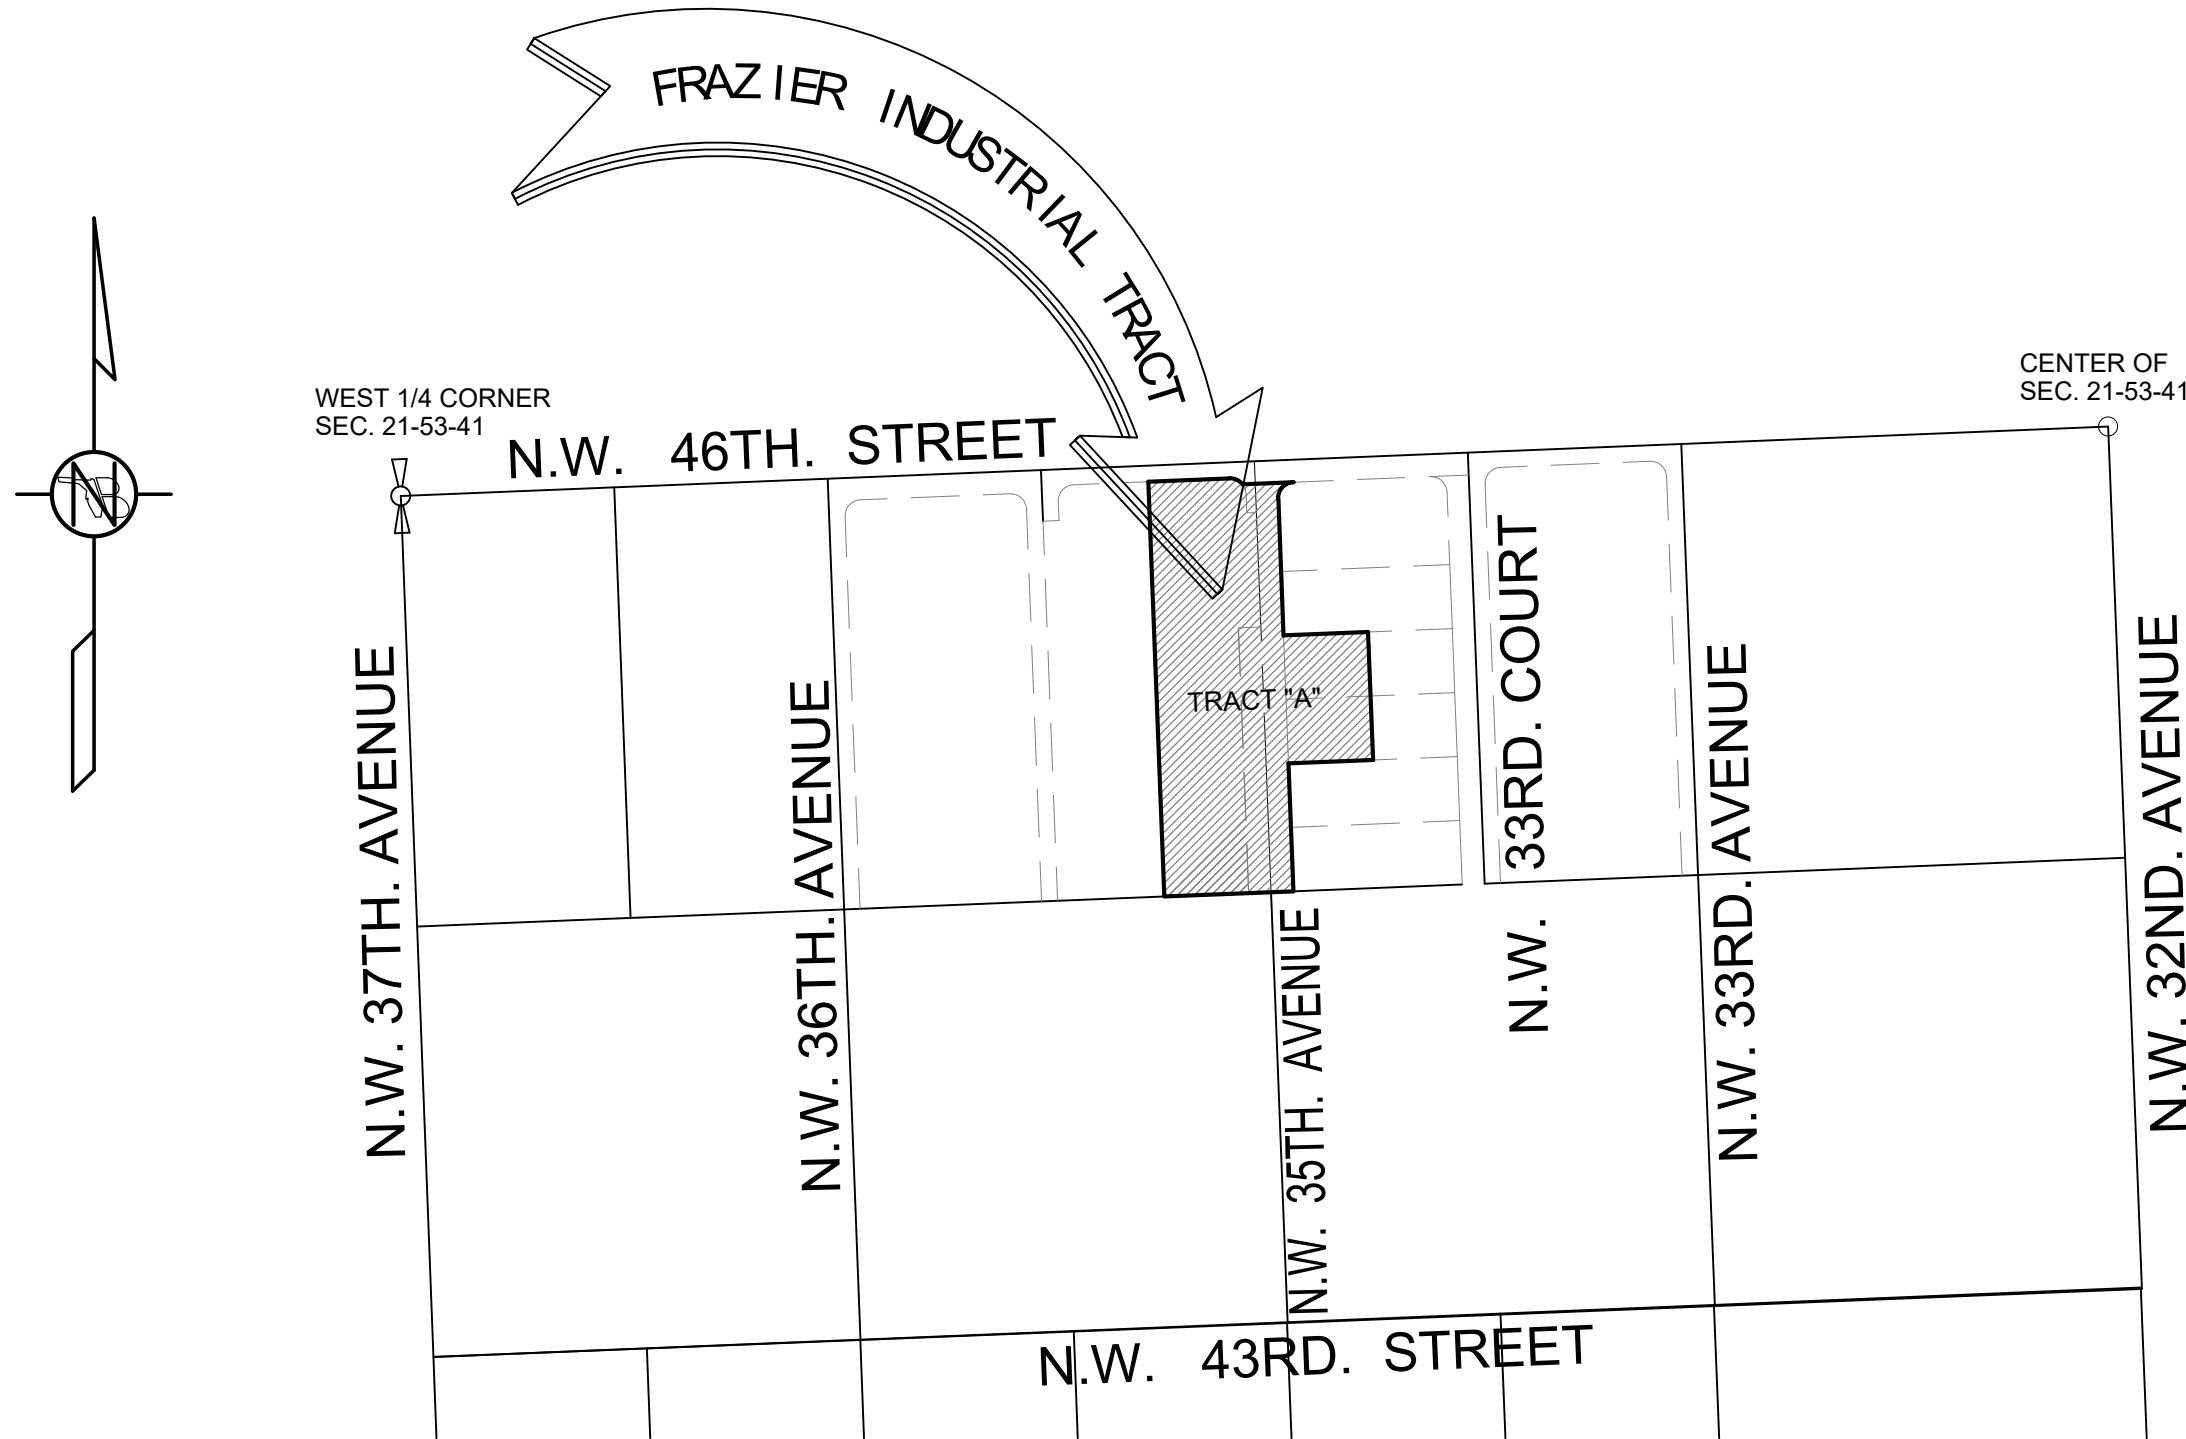 FRAZIER INDUSTRIAL TRACT
WEST 1/4 CORNER
SEC. 21-53-41
N.W. 46TH. STREET
CENTER OF
SEC. 21-53-41
N.W. 37TH. AVENUE
N.W. 36TH. AVENUE
TRACT "A"
N.W. 35TH. AVENUE
N.W. 33RD. COURT
N.W. 33RD. AVENUE
N.W. 32ND. AVENUE
N.W. 43RD. STREET